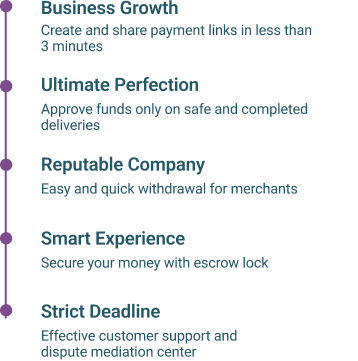 Business Growth
Create and share payment links in less than
3 minutes
Ultimate Perfection
Approve funds only on safe and completed
deliveries
Reputable Company
Easy and quick withdrawal for merchants
Smart Experience
Secure your money with escrow lock
Strict Deadline
Effective customer support and
dispute mediation center